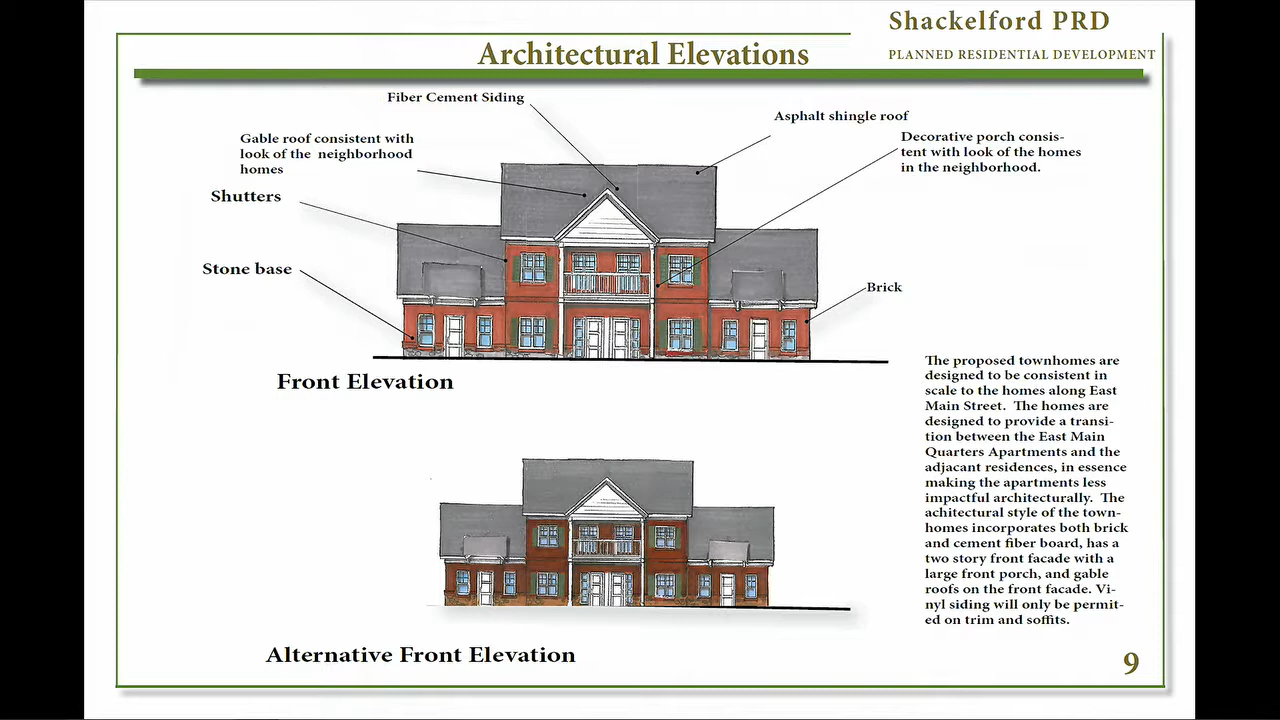 Shackelford PRD
PLANNED RESIDENTIAL DEVELOPMENT
Architectural Elevations
Fiber Cement Siding
Asphalt shingle roof
Gable roof consistent with
look of the neighborhood
homes
Decorative porch consis-
tent with look of the homes
in the neighborhood.
Shutters
Stone base
Brick
Front Elevation
The proposed townhomes are
designed to be consistent in
scale to the homes along East
Main Street. The homes are
designed to provide a transi-
tion between the East Main
Quarters Apartments and the
adjacant residences, in essence
making the apartments less
impactful architecturally. The
achitectural style of the town-
homes incorporates both brick
and cement fiber board, has a
two story front facade with a
large front porch, and gable
roofs on the front facade. Vi-
nyl siding will only be permit-
ed on trim and soffits.
Alternative Front Elevation
9